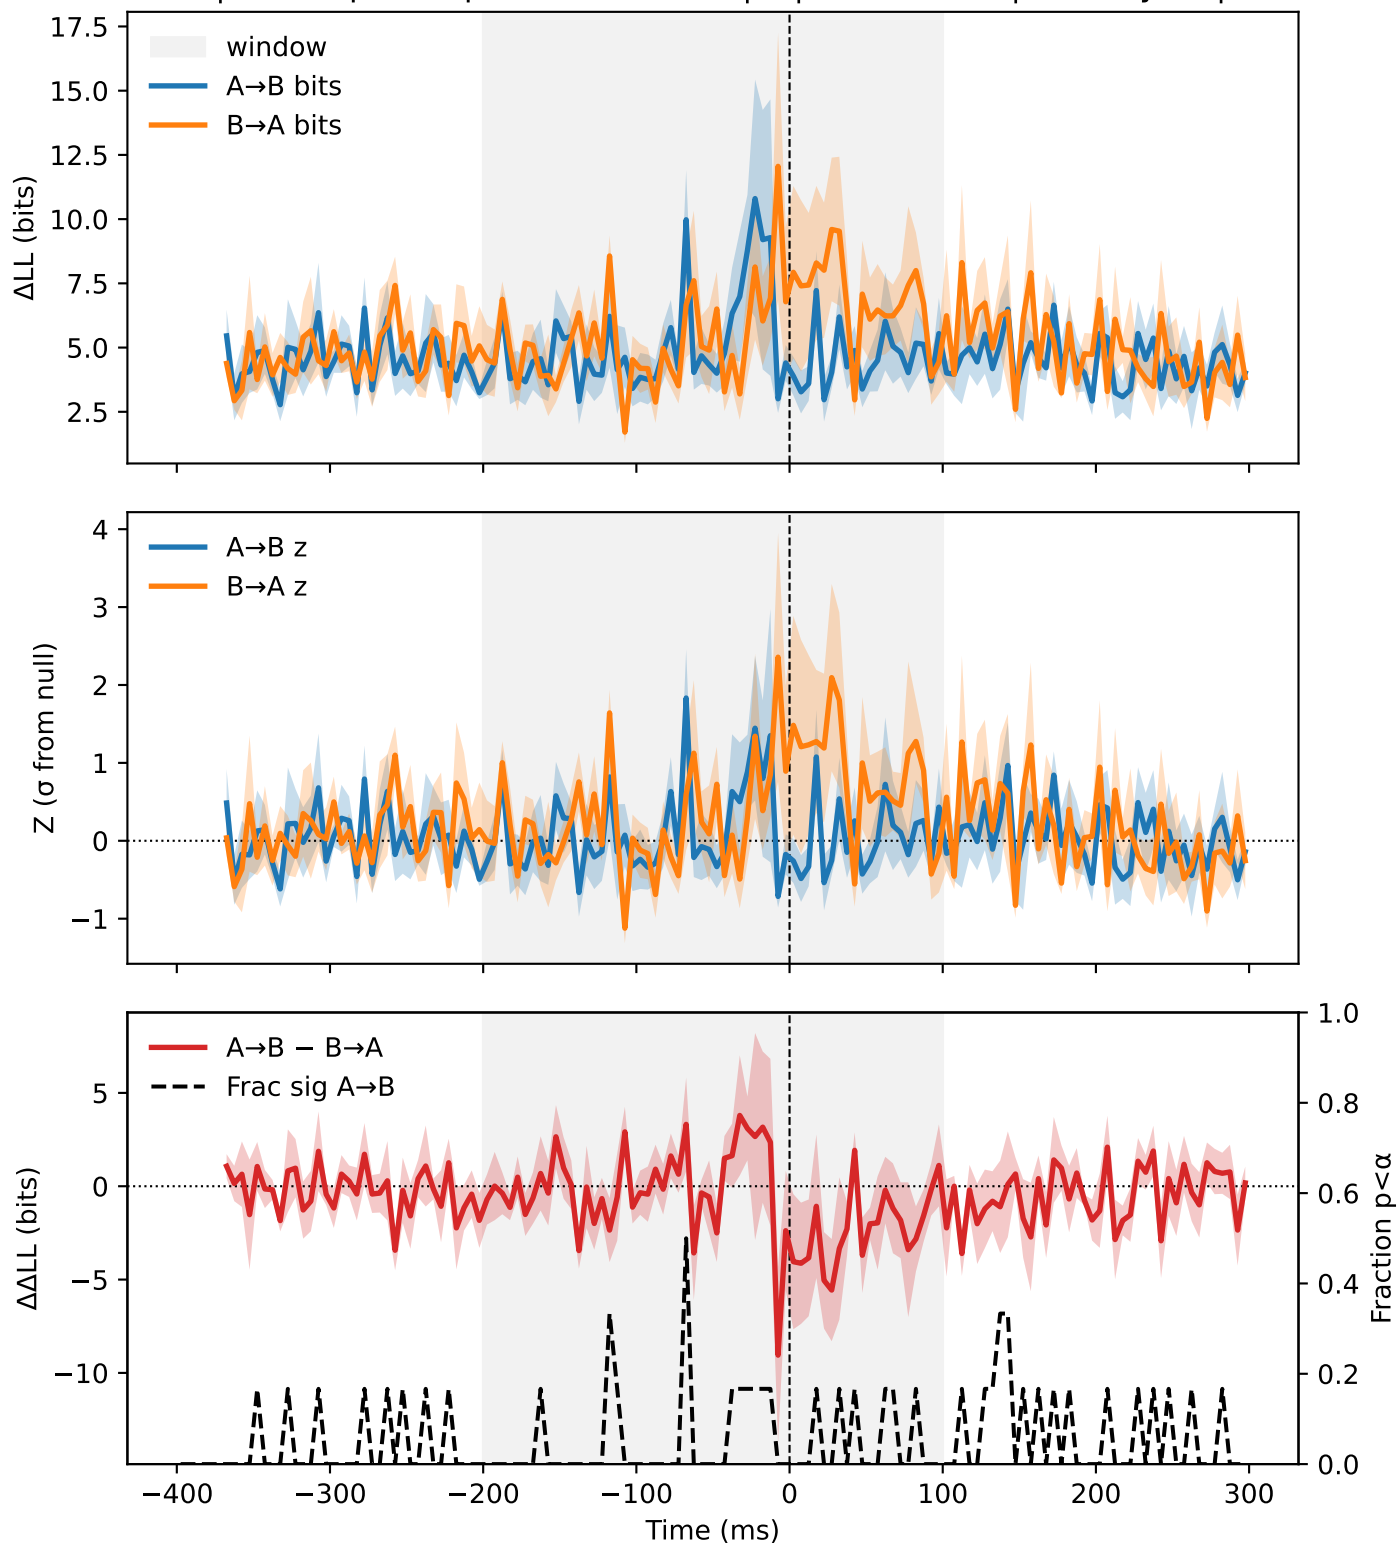 17.5
15.0
12.5
10.0
7.5
5.0
2.5
ΔLL (bits)
window
A→B bits
B→A bits
4
3
2
1
0
−1
Z (σ from null)
A→B z
B→A z
5
0
−5
−10
ΔΔLL (bits)
A→B − B→A
Frac sig A→B
1.0
0.8
0.6
0.4
0.2
0.0
Fraction p<α
−400 −300 −200 −100 0 100 200 300
Time (ms)